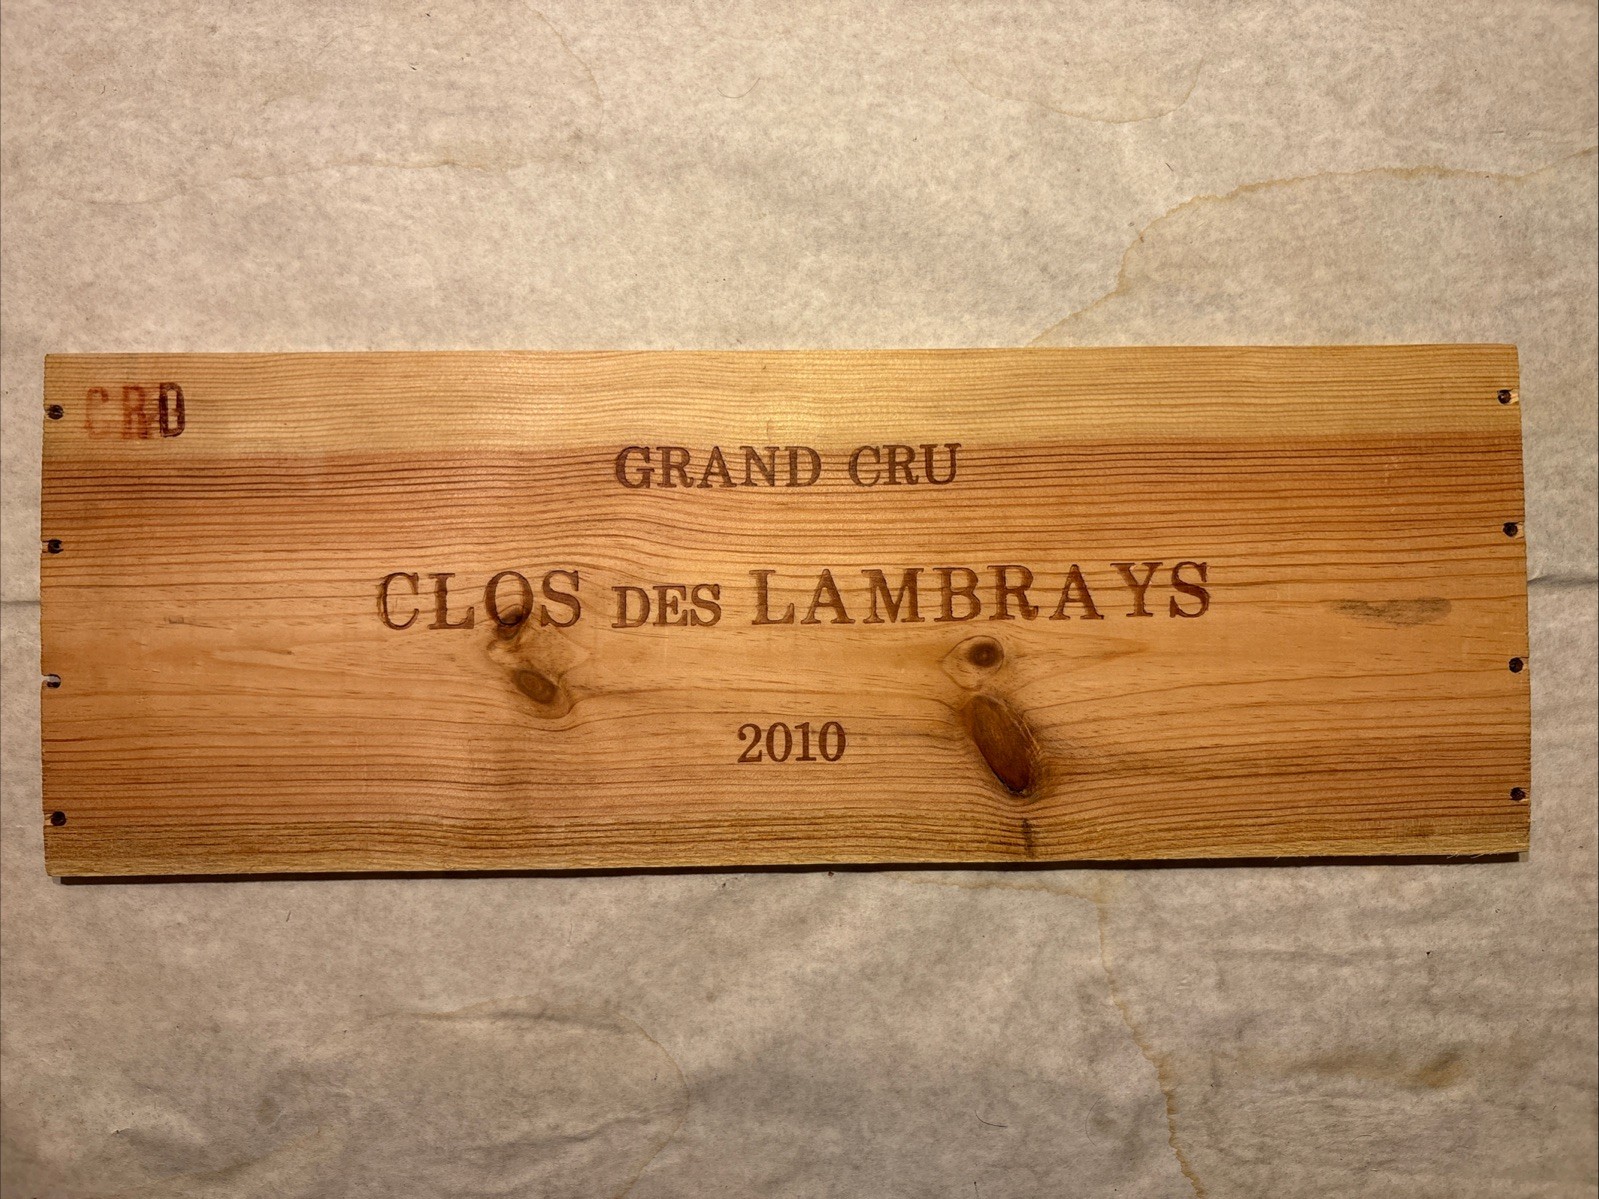 CRD
GRAND CRU
CLOS DES LAMBRAYS
2010